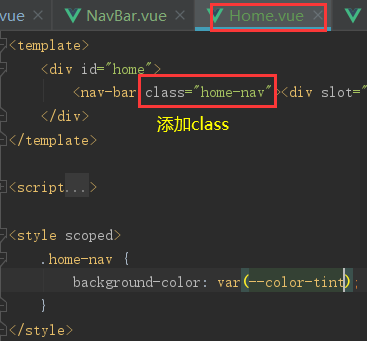 vue NavBar.vue Home.vue
<template>
<div id="home">
<nav-bar class="home-nav"><div slot="
添加class
</div>
</template>
<script...>
<style scoped>
.home-nav {
background-color: var(--color-tint);
}
</style>